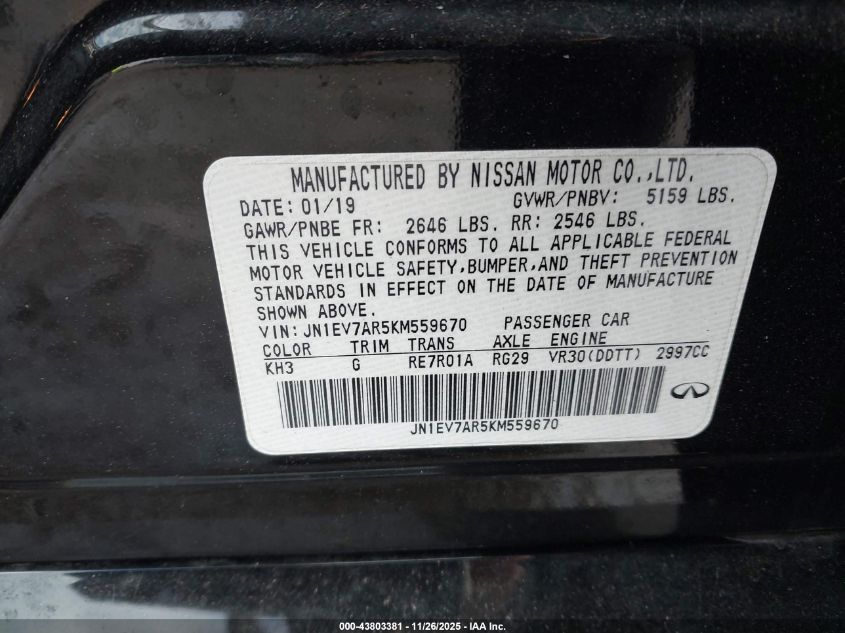 MANUFACTURED BY NISSAN MOTOR CO.,LTD.
DATE: 01/19 GVWR/PNBV: 5159 LBS.
GAWR/PNBE FR: 2646 LBS. RR: 2546 LBS.
THIS VEHICLE CONFORMS TO ALL APPLICABLE FEDERAL
MOTOR VEHICLE SAFETY,BUMPER,AND THEFT PREVENTION
STANDARDS IN EFFECT ON THE DATE OF MANUFACTURE
SHOWN ABOVE.
VIN: JN1EV7AR5KM559670 PASSENGER CAR
COLOR TRIM TRANS AXLE ENGINE
KH3 G RE7R01A RG29 VR30(DDTT) 2997CC
JN1EV7AR5KM559670
000-43803381 | 11/26/2025 - IAA Inc.